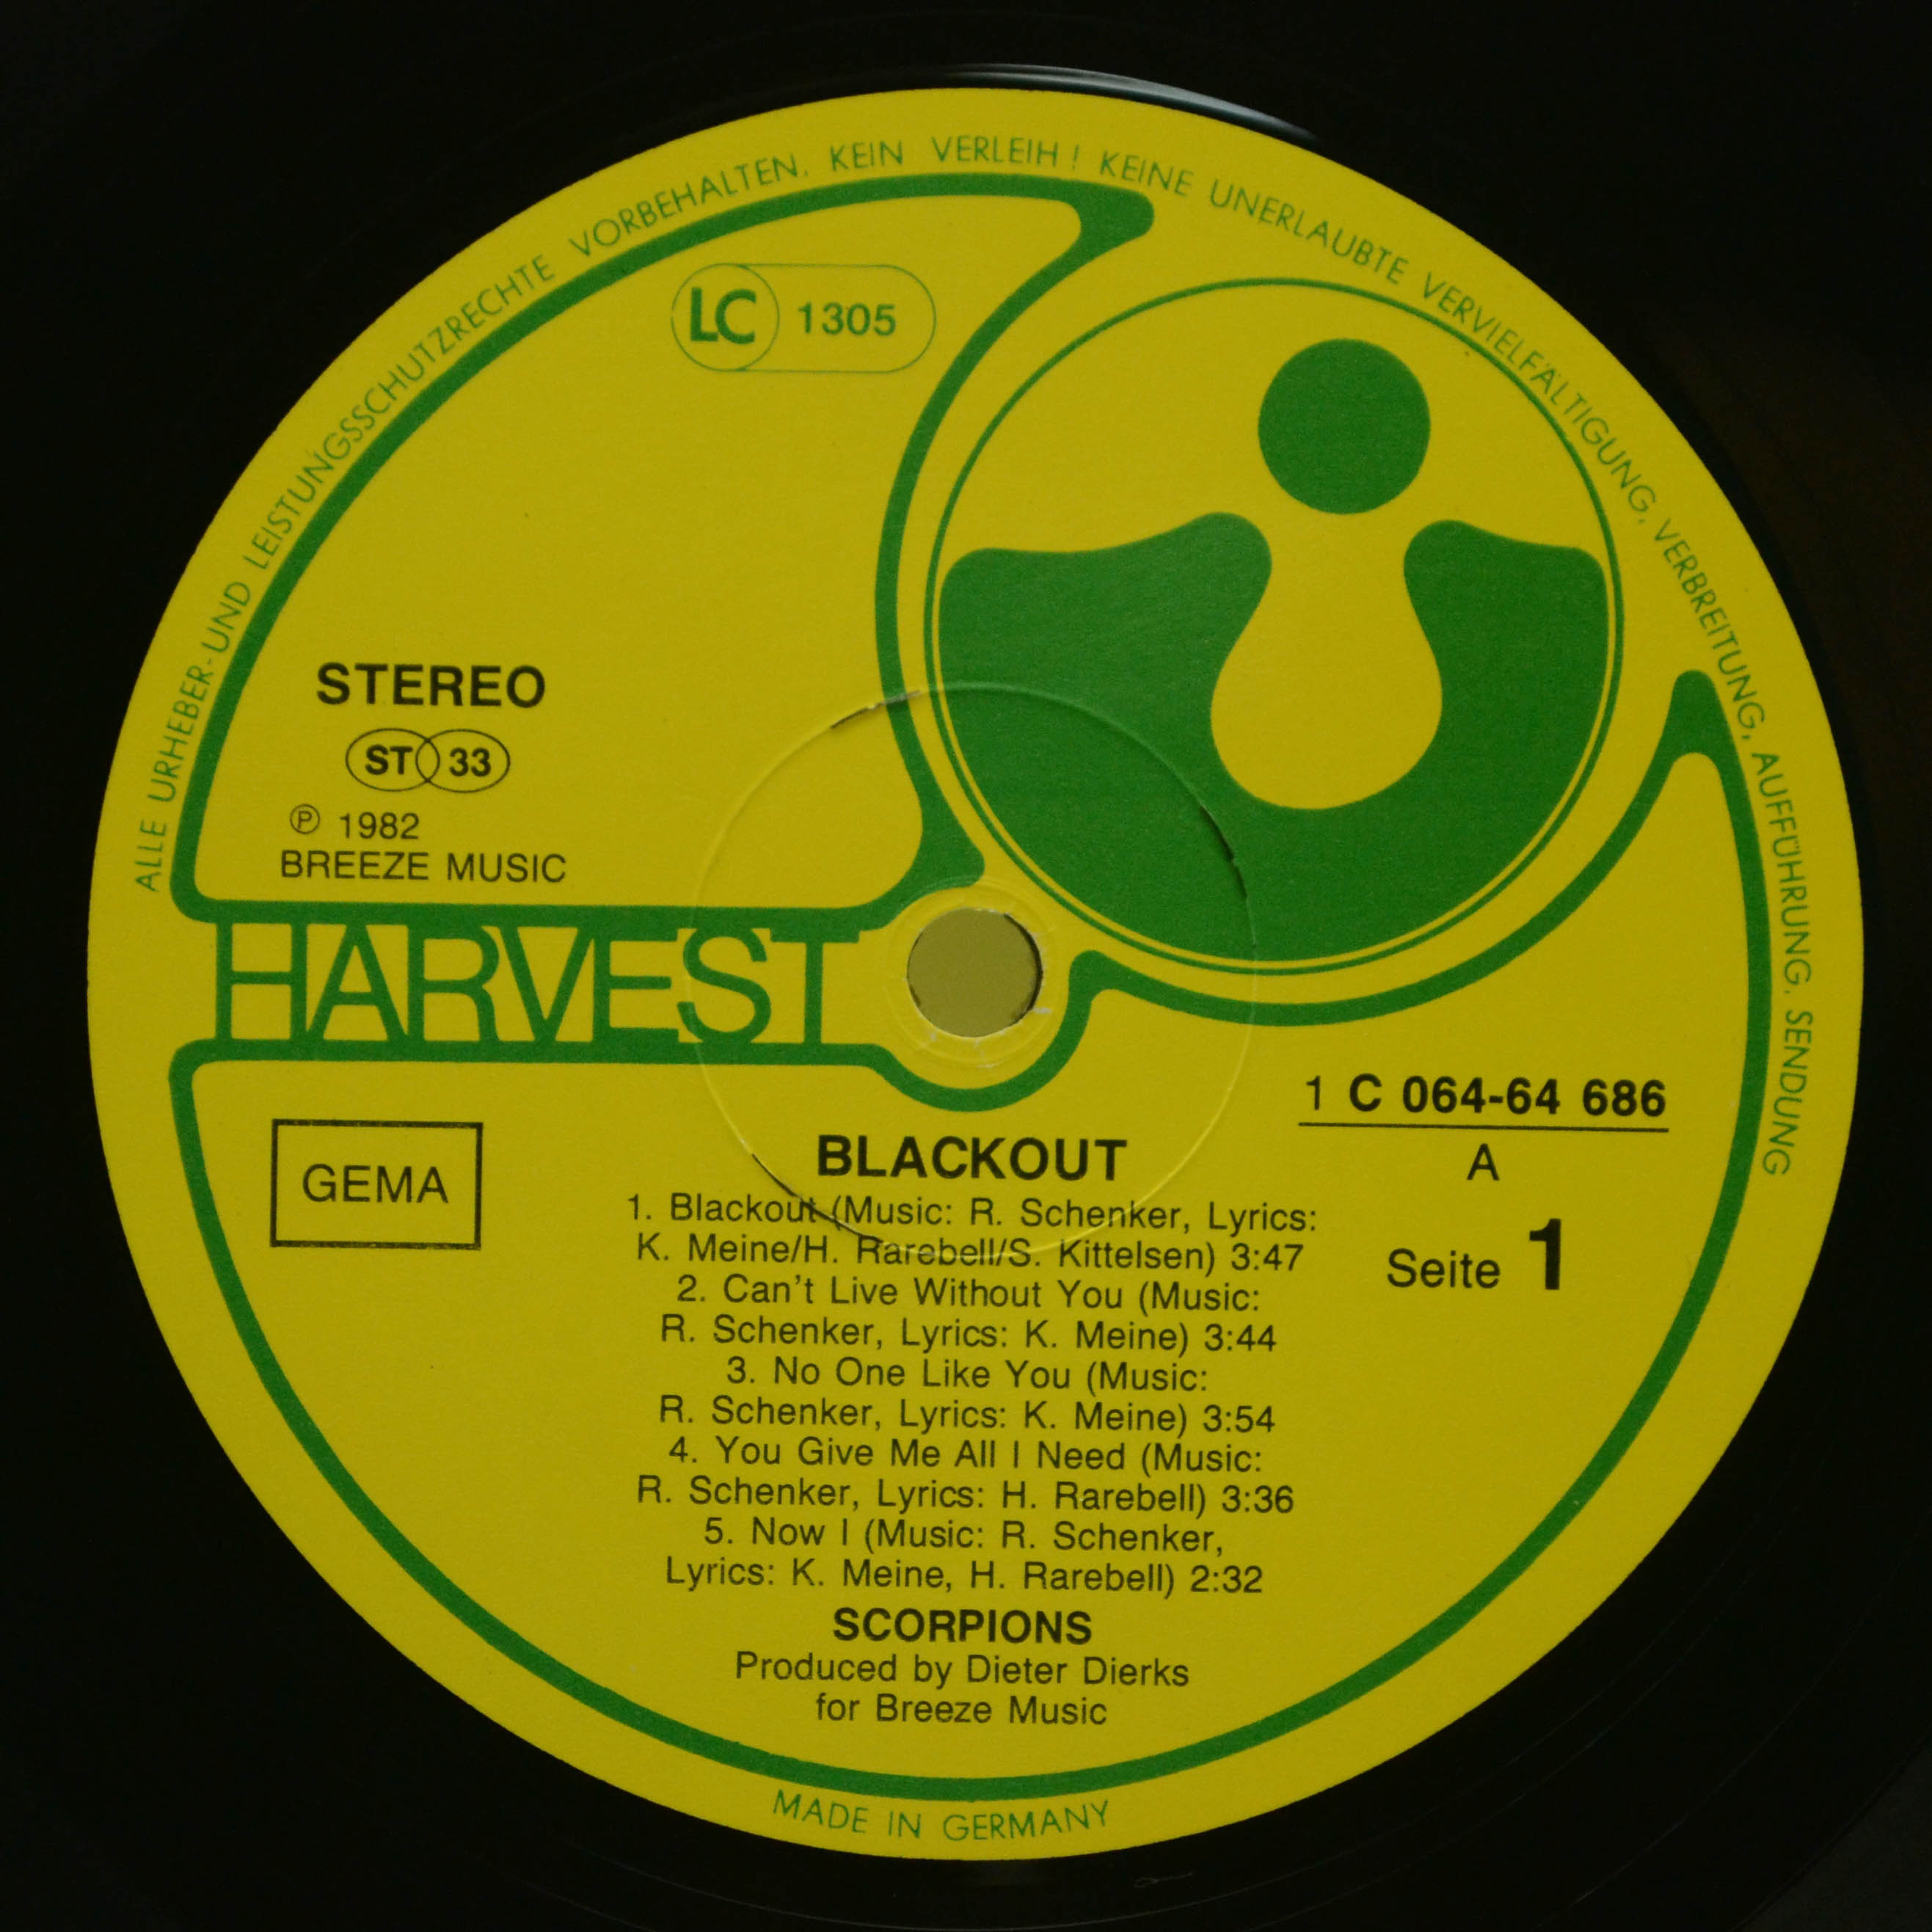 ALLE URHEBER- UND LEISTUNGSSCHUTZRECHTE VORBEHALTEN. KEIN VERLEIH! KEINE UNERLAUBTE VERVIELFÄLTIGUNG, VERBREITUNG, AUFFÜHRUNG, SENDUNG
LC 1305
STEREO
ST 33
℗ 1982
BREEZE MUSIC
HARVEST
GEMA
1 C 064-64 686
A
Seite 1
BLACKOUT
1. Blackout (Music: R. Schenker, Lyrics:
K. Meine/H. Rarebell/S. Kittelsen) 3:47
2. Can't Live Without You (Music:
R. Schenker, Lyrics: K. Meine) 3:44
3. No One Like You (Music:
R. Schenker, Lyrics: K. Meine) 3:54
4. You Give Me All I Need (Music:
R. Schenker, Lyrics: H. Rarebell) 3:36
5. Now I (Music: R. Schenker,
Lyrics: K. Meine, H. Rarebell) 2:32
SCORPIONS
Produced by Dieter Dierks
for Breeze Music
MADE IN GERMANY